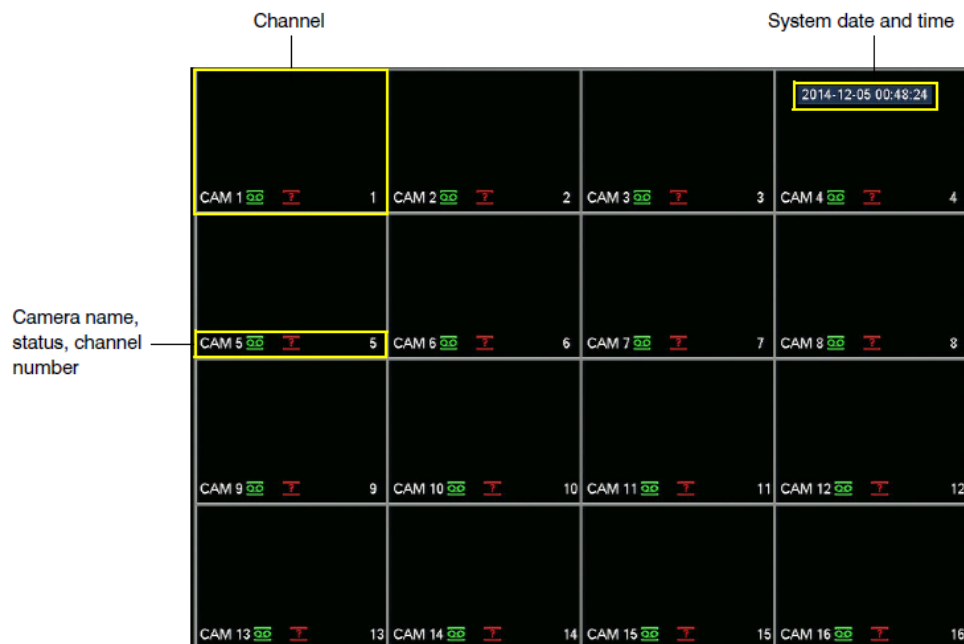 Channel
System date and time
2014-12-05 00:48:24
CAM 1 ? 1 CAM 2 ? 2 CAM 3 ? 3 CAM 4 ? 4
Camera name,
status, channel
number
CAM 5 ? 5 CAM 6 ? 6 CAM 7 ? 7 CAM 8 ? 8
CAM 9 ? 9 CAM 10 ? 10 CAM 11 ? 11 CAM 12 ? 12
CAM 13 ? 13 CAM 14 ? 14 CAM 15 ? 15 CAM 16 ? 16